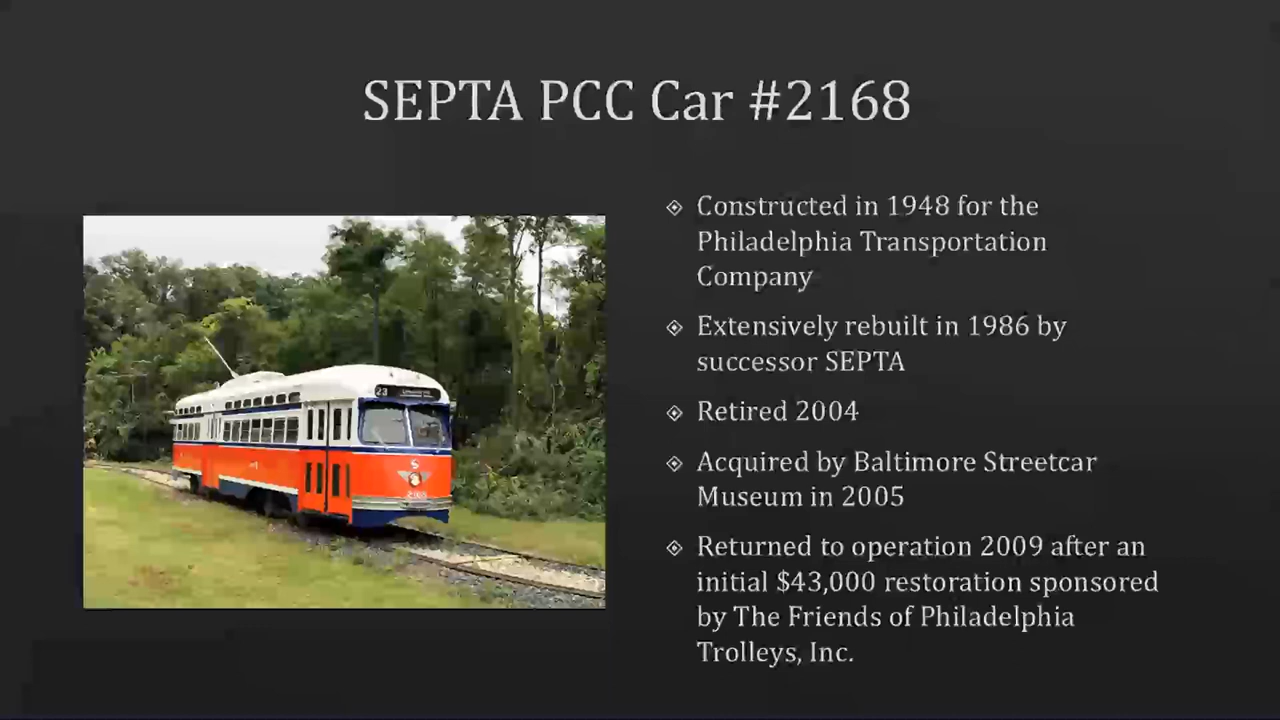 SEPTA PCC Car #2168
Constructed in 1948 for the
Philadelphia Transportation
Company
Extensively rebuilt in 1986 by
successor SEPTA
Retired 2004
Acquired by Baltimore Streetcar
Museum in 2005
Returned to operation 2009 after an
initial $43,000 restoration sponsored
by The Friends of Philadelphia
Trolleys, Inc.
23